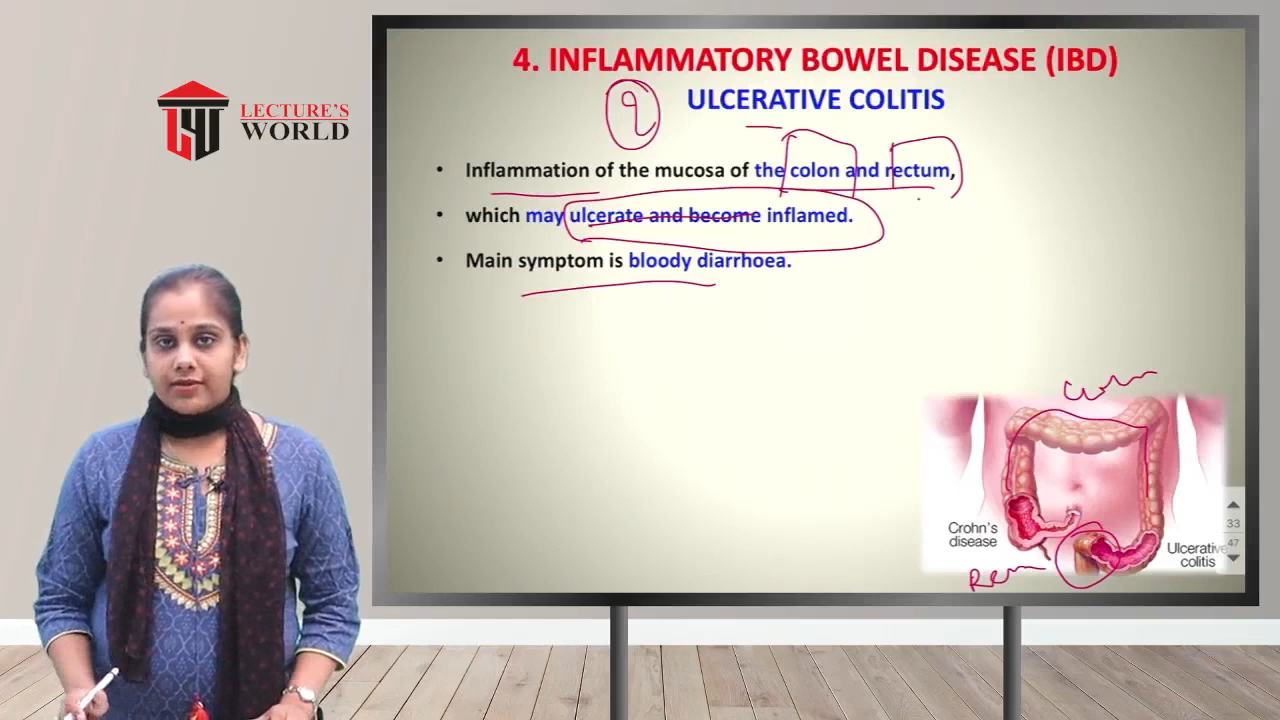 LECTURE'S
WORLD
4. INFLAMMATORY BOWEL DISEASE (IBD)
ULCERATIVE COLITIS
• Inflammation of the mucosa of the colon and rectum,
• which may ulcerate and become inflamed.
• Main symptom is bloody diarrhoea.
Crohn's
disease
Ulcerative
colitis
33
47